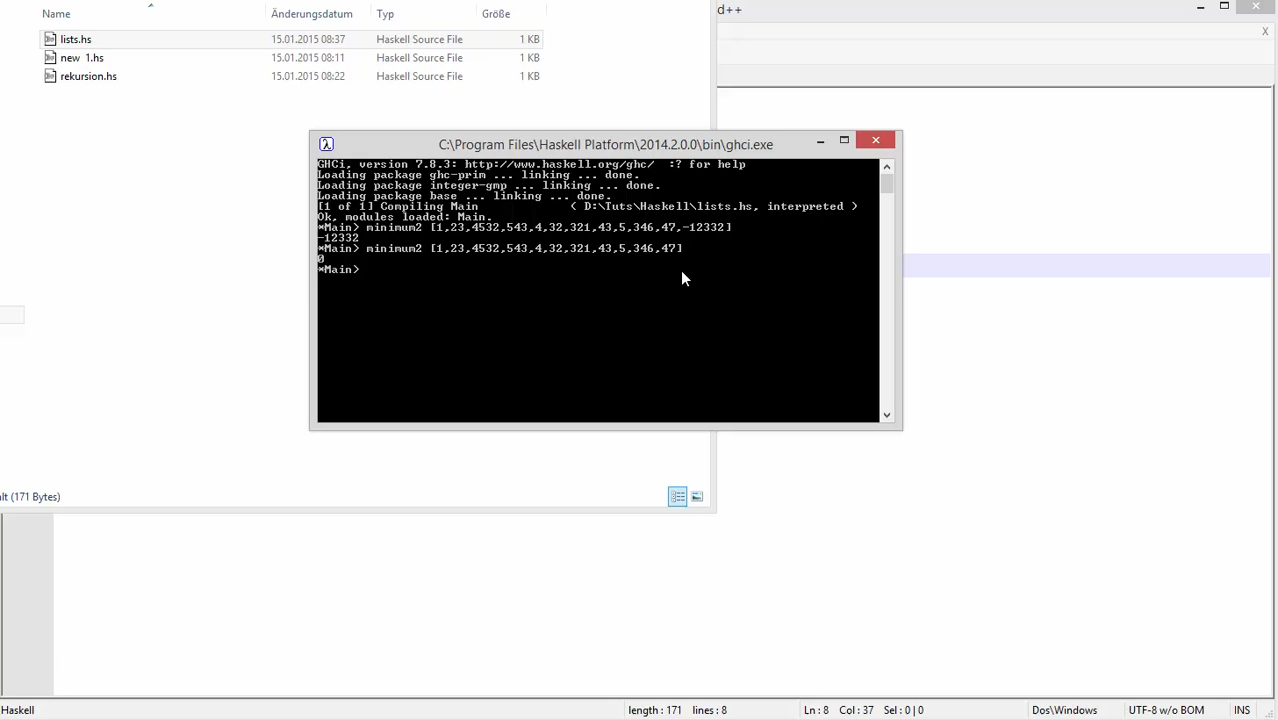 d++
Name Änderungsdatum Typ Größe
lists.hs 15.01.2015 08:37 Haskell Source File 1 KB
new 1.hs 15.01.2015 08:11 Haskell Source File 1 KB
rekursion.hs 15.01.2015 08:22 Haskell Source File 1 KB
C:\Program Files\Haskell Platform\2014.2.0.0\bin\ghci.exe
GHCi, version 7.8.3: http://www.haskell.org/ghc/ :? for help
Loading package ghc-prim ... linking ... done.
Loading package integer-gmp ... linking ... done.
Loading package base ... linking ... done.
[1 of 1] Compiling Main ( D:\Tuts\Haskell\lists.hs, interpreted )
Ok, modules loaded: Main.
*Main> minimum2 [1,23,4532,543,4,32,321,43,5,346,47,-12332]
-12332
*Main> minimum2 [1,23,4532,543,4,32,321,43,5,346,47]
0
*Main>
lt (171 Bytes)
Haskell length : 171 lines : 8 Ln : 8 Col : 37 Sel : 0 | 0 Dos\Windows UTF-8 w/o BOM INS